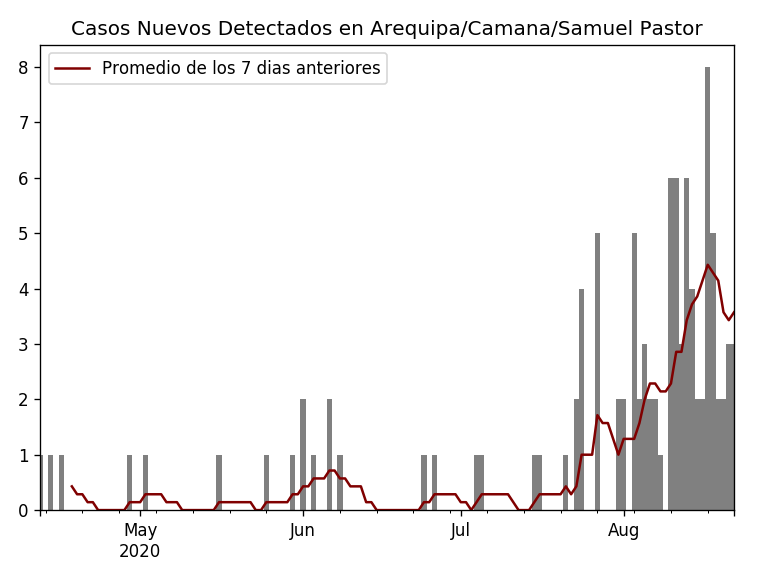 Casos Nuevos Detectados en Arequipa/Camana/Samuel Pastor
Promedio de los 7 dias anteriores
8
7
6
5
4
3
2
1
0
May
2020
Jun
Jul
Aug